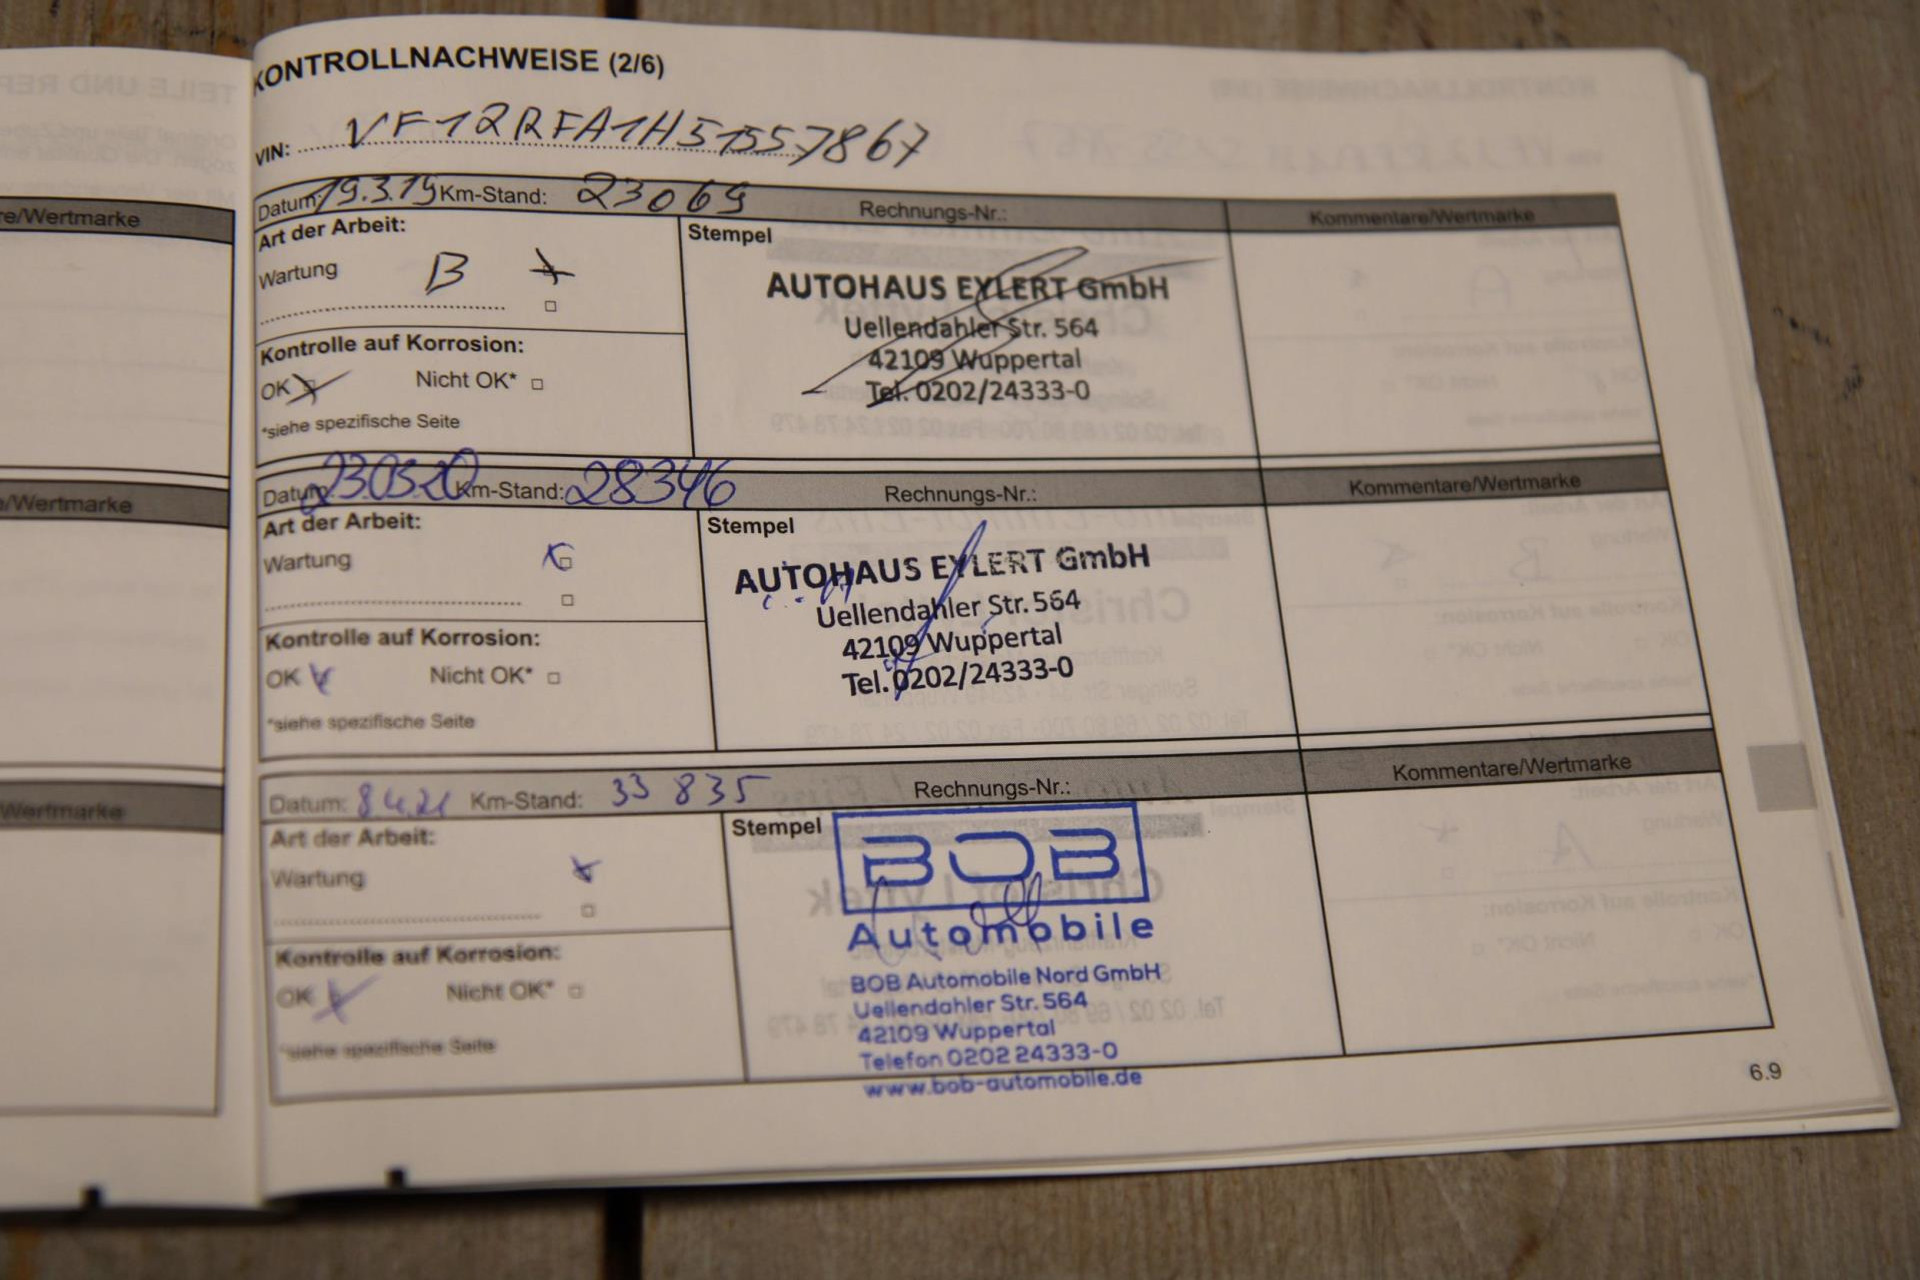 KONTROLLNACHWEISE (2/6)
VIN: VF12RFA1H51557867
Datum: 19.3.19 Km-Stand: 23069 Rechnungs-Nr.: Kommentare/Wertmarke
Art der Arbeit: Stempel
Wartung B
Kontrolle auf Korrosion:
OK Nicht OK*
*siehe spezifische Seite
AUTOHAUS EYLERT GmbH
Uellendahler Str. 564
42109 Wuppertal
Tel. 0202/24333-0
Datum: 230320 Km-Stand: 28346 Rechnungs-Nr.: Kommentare/Wertmarke
Art der Arbeit: Stempel
Wartung
Kontrolle auf Korrosion:
OK Nicht OK*
*siehe spezifische Seite
AUTOHAUS EYLERT GmbH
Uellendahler Str. 564
42109 Wuppertal
Tel. 0202/24333-0
Datum: 8.4.21 Km-Stand: 33 835 Rechnungs-Nr.: Kommentare/Wertmarke
Art der Arbeit: Stempel
Wartung
Kontrolle auf Korrosion:
OK Nicht OK*
*siehe spezifische Seite
BOB
Automobile
BOB Automobile Nord GmbH
Uellendahler Str. 564
42109 Wuppertal
Telefon 0202 24333-0
www.bob-automobile.de
6.9